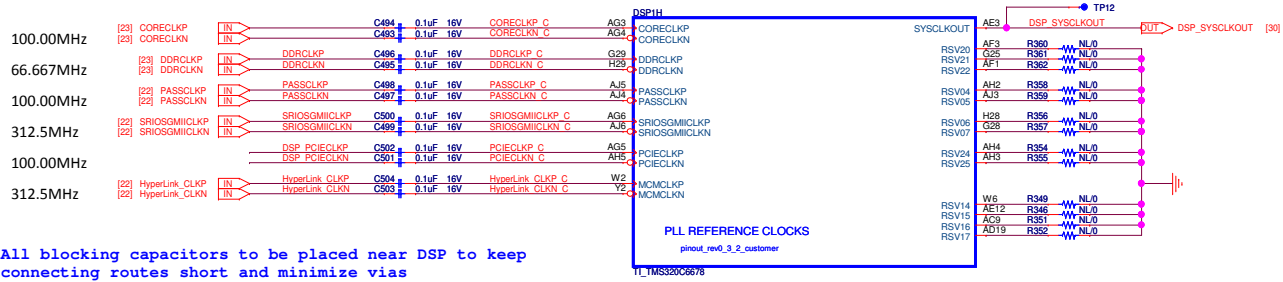 DSP1H
TP12
100.00MHz [23] CORECLKP IN C494 0.1uF 16V CORECLKP_C AG3 CORECLKP SYSCLKOUT AE3 DSP_SYSCLKOUT OUT DSP_SYSCLKOUT [30]
[23] CORECLKN IN C493 0.1uF 16V CORECLKN_C AG4 CORECLKN
RSV20 AF3 R360 NL/0
66.667MHz [23] DDRCLKP IN DDRCLKP C496 0.1uF 16V DDRCLKP_C G29 DDRCLKP RSV21 G25 R361 NL/0
[23] DDRCLKN IN DDRCLKN C495 0.1uF 16V DDRCLKN_C H29 DDRCLKN RSV22 AF1 R362 NL/0
100.00MHz [22] PASSCLKP IN PASSCLKP C498 0.1uF 16V PASSCLKP_C AJ5 PASSCLKP RSV04 AH2 R358 NL/0
[22] PASSCLKN IN PASSCLKN C497 0.1uF 16V PASSCLKN_C AJ4 PASSCLKN RSV05 AJ3 R359 NL/0
312.5MHz [22] SRIOSGMIICLKP IN SRIOSGMIICLKP C500 0.1uF 16V SRIOSGMIICLKP_C AG6 SRIOSGMIICLKP RSV06 H28 R356 NL/0
[22] SRIOSGMIICLKN IN SRIOSGMIICLKN C499 0.1uF 16V SRIOSGMIICLKN_C AJ6 SRIOSGMIICLKN RSV07 G28 R357 NL/0
100.00MHz DSP_PCIECLKP C502 0.1uF 16V PCIECLKP_C AG5 PCIECLKP RSV24 AH4 R354 NL/0
DSP_PCIECLKN C501 0.1uF 16V PCIECLKN_C AH5 PCIECLKN RSV25 AH3 R355 NL/0
312.5MHz [22] HyperLink_CLKP IN HyperLink_CLKP C504 0.1uF 16V HyperLink_CLKP_C W2 MCMCLKP
[22] HyperLink_CLKN IN HyperLink_CLKN C503 0.1uF 16V HyperLink_CLKN_C Y2 MCMCLKN
RSV14 W6 R349 NL/0
RSV15 AE12 R346 NL/0
RSV16 AC9 R351 NL/0
RSV17 AD19 R352 NL/0
PLL REFERENCE CLOCKS
pinout_rev0_3_2_customer
TI_TMS320C6678
All blocking capacitors to be placed near DSP to keep
connecting routes short and minimize vias